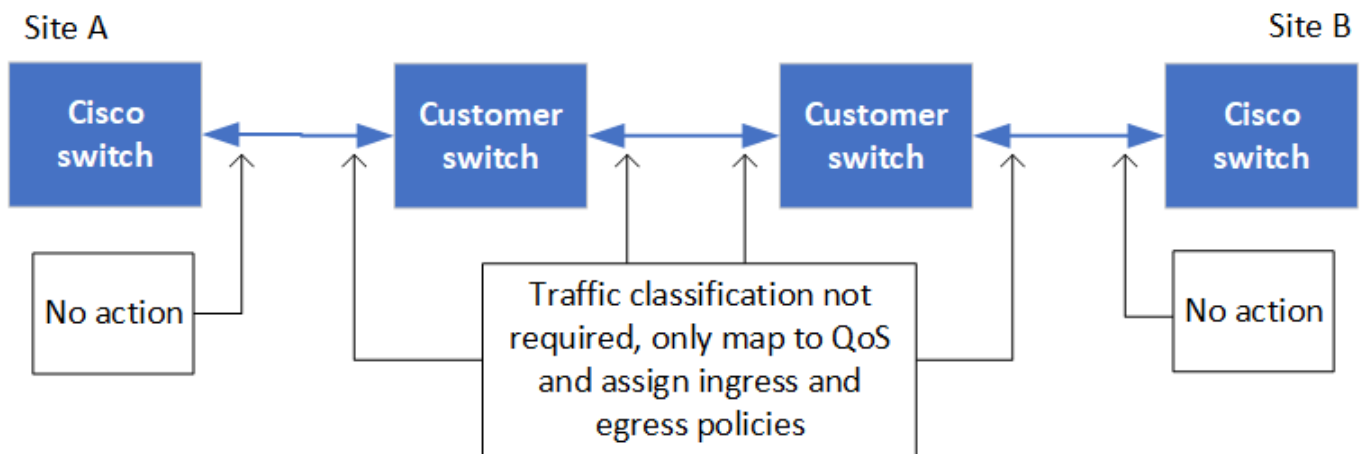 Site A
Site B
Cisco
switch
Customer
switch
Customer
switch
Cisco
switch
No action
Traffic classification not
required, only map to QoS
and assign ingress and
egress policies
No action